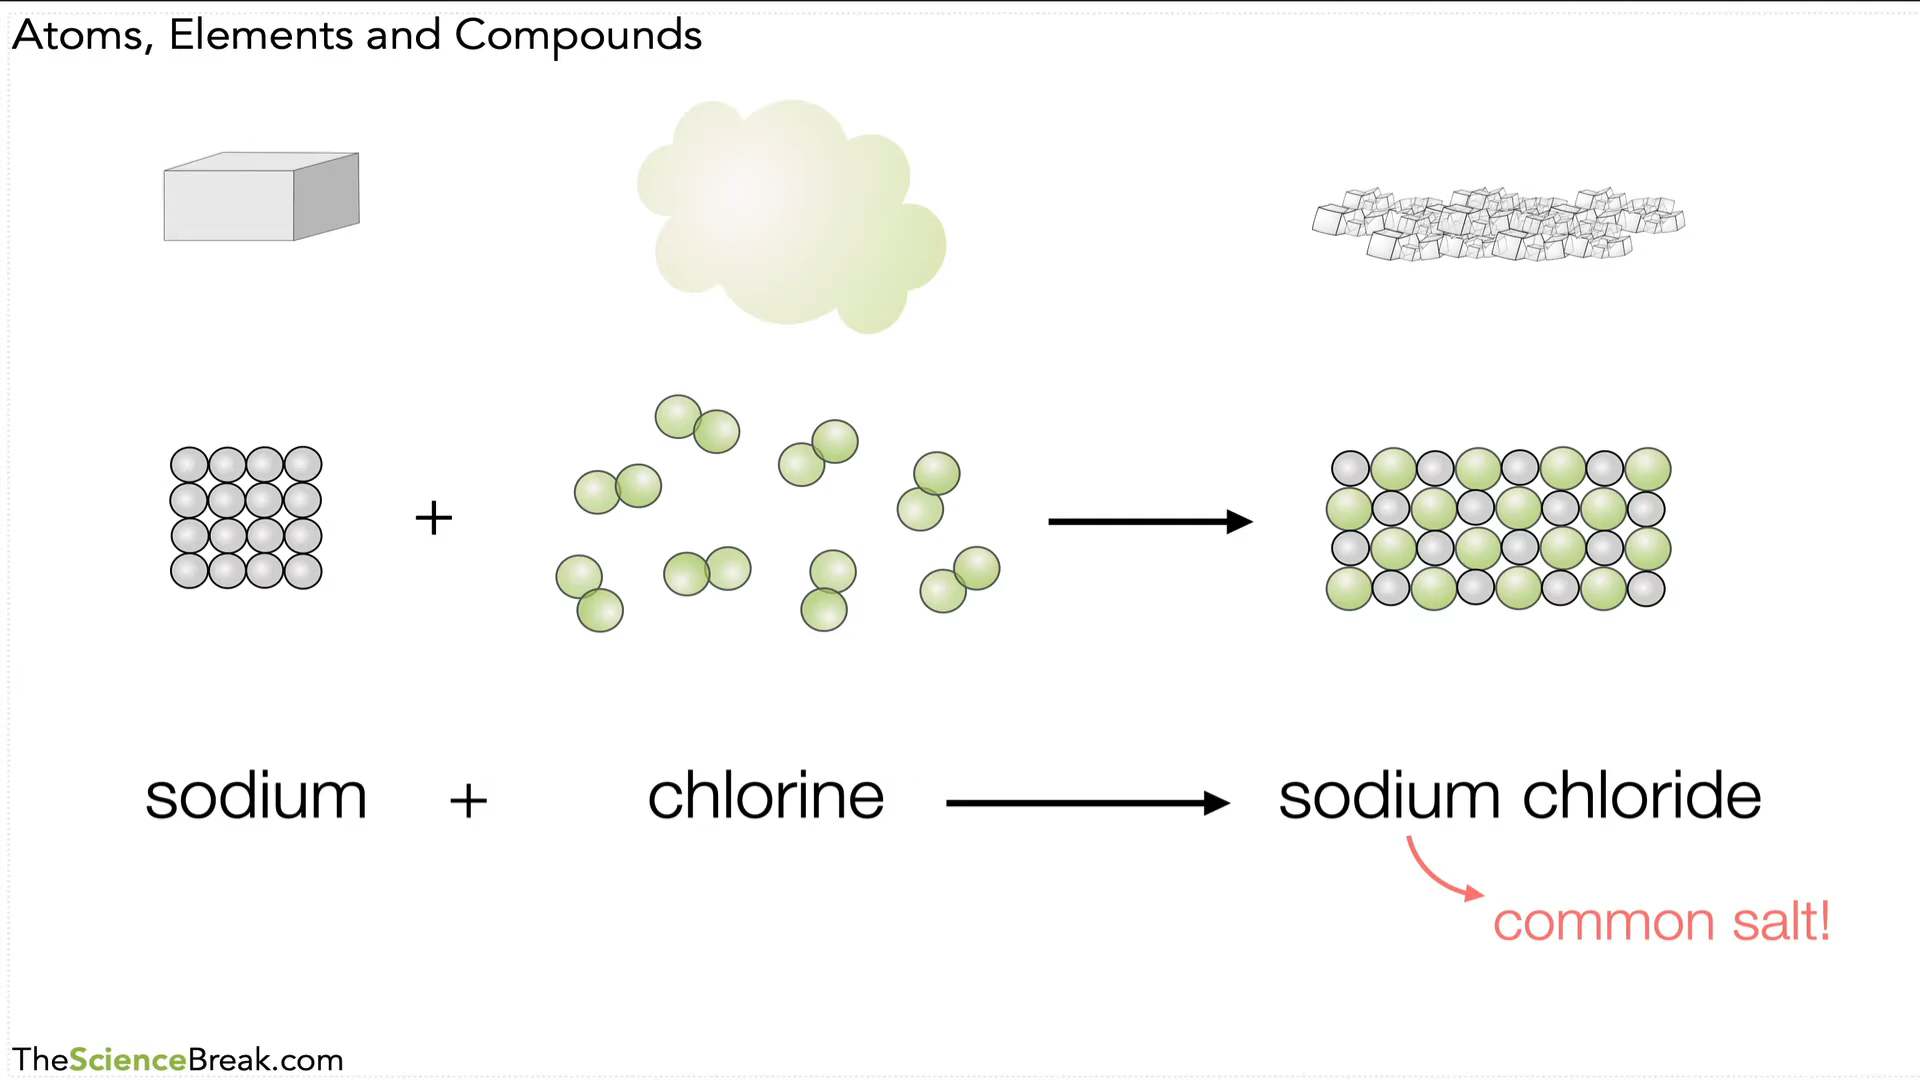 Atoms, Elements and Compounds
+
sodium + chlorine sodium chloride
common salt!
TheScienceBreak.com